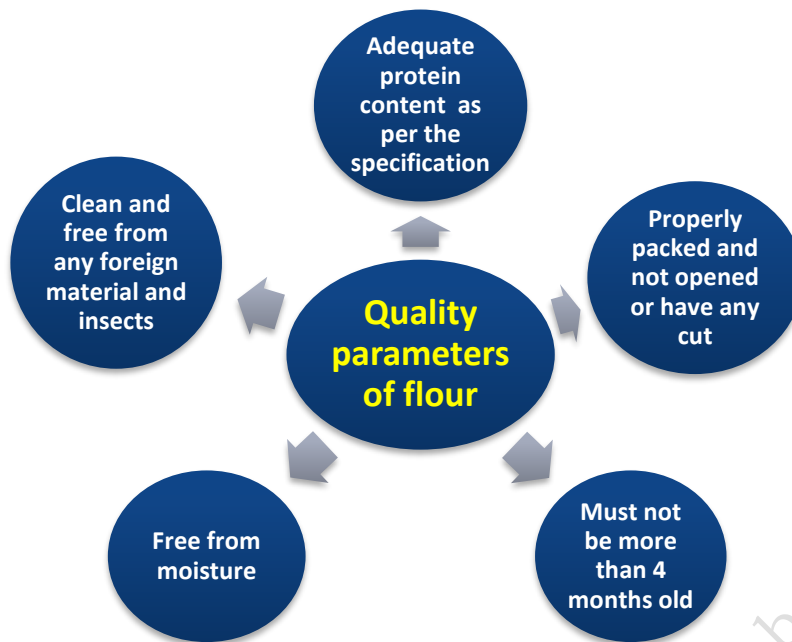 Adequate
protein
content as
per the
specification
Clean and
free from
any foreign
material and
insects
Properly
packed and
not opened
or have any
cut
Quality
parameters
of flour
Free from
moisture
Must not
be more
than 4
months old